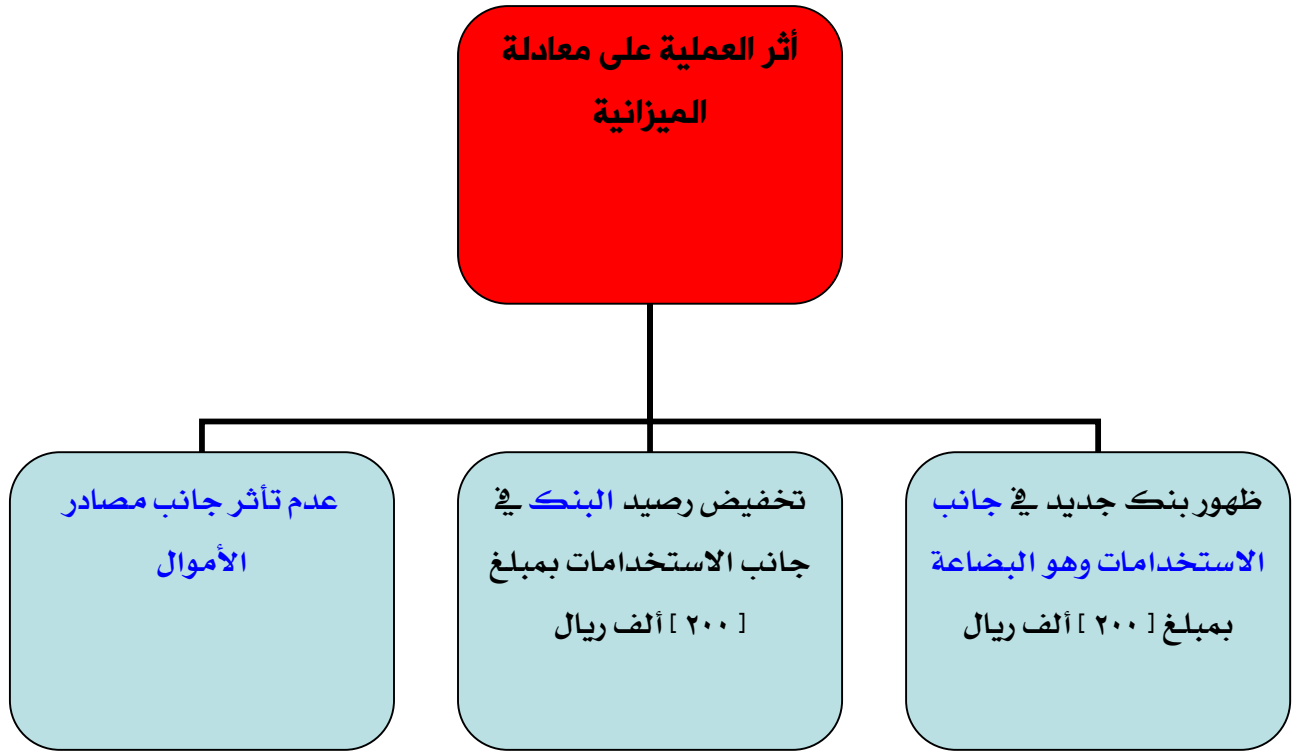 أثر العملية على معادلة
الميزانية
ظهور بنك جديد في جانب
الاستخدامات وهو البضاعة
بمبلغ [ ٢٠٠ ] ألف ريال
تخفيض رصيد البنك في
جانب الاستخدامات بمبلغ
[ ٢٠٠ ] ألف ريال
عدم تأثر جانب مصادر
الأموال